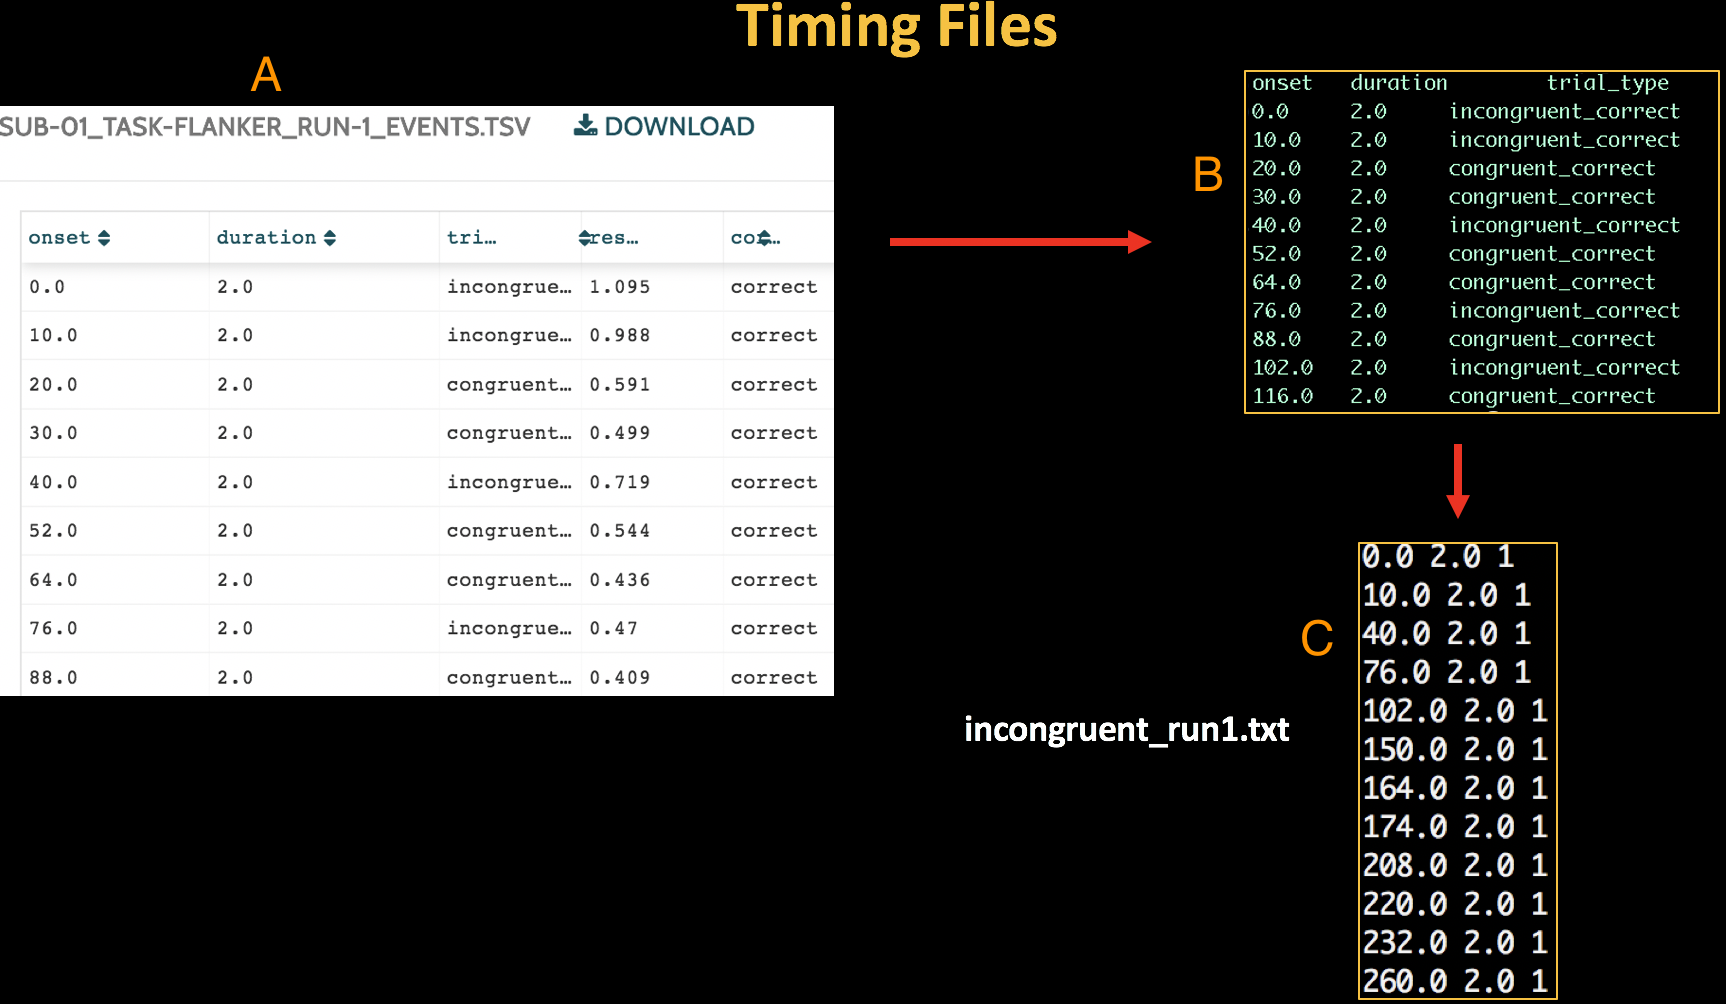 Timing Files
A
SUB-01_TASK-FLANKER_RUN-1_EVENTS.TSV DOWNLOAD
onset duration tri... res... cor...
0.0 2.0 incongrue... 1.095 correct
10.0 2.0 incongrue... 0.988 correct
20.0 2.0 congruent... 0.591 correct
30.0 2.0 congruent... 0.499 correct
40.0 2.0 incongrue... 0.719 correct
52.0 2.0 congruent... 0.544 correct
64.0 2.0 congruent... 0.436 correct
76.0 2.0 incongrue... 0.47 correct
88.0 2.0 congruent... 0.409 correct
B
onset duration trial_type
0.0 2.0 incongruent_correct
10.0 2.0 incongruent_correct
20.0 2.0 congruent_correct
30.0 2.0 congruent_correct
40.0 2.0 incongruent_correct
52.0 2.0 congruent_correct
64.0 2.0 congruent_correct
76.0 2.0 incongruent_correct
88.0 2.0 congruent_correct
102.0 2.0 incongruent_correct
116.0 2.0 congruent_correct
C
incongruent_run1.txt
0.0 2.0 1
10.0 2.0 1
40.0 2.0 1
76.0 2.0 1
102.0 2.0 1
150.0 2.0 1
164.0 2.0 1
174.0 2.0 1
208.0 2.0 1
220.0 2.0 1
232.0 2.0 1
260.0 2.0 1